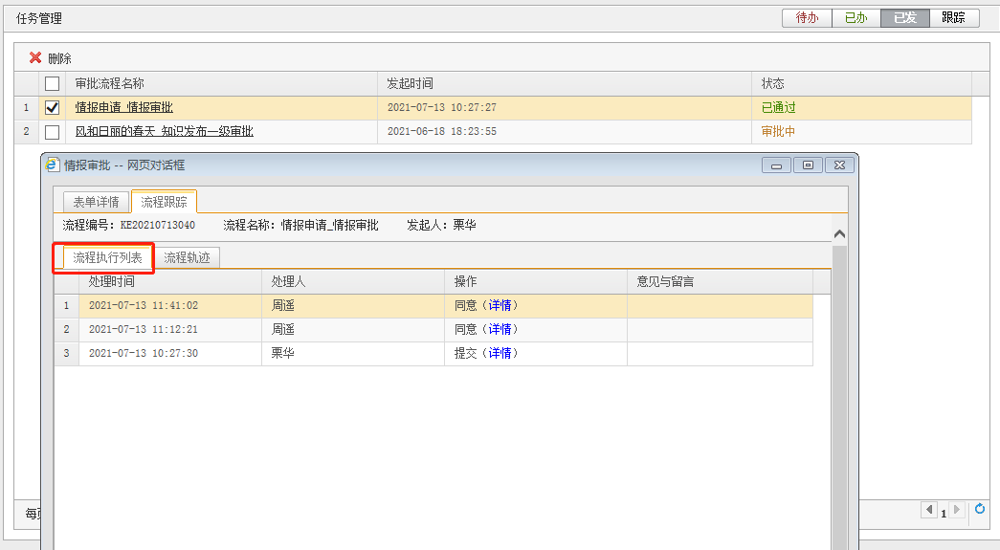 任务管理 待办 已办 已发 跟踪
删除
审批流程名称 发起时间 状态
1 情报申请_情报审批 2021-07-13 10:27:27 已通过
2 风和日丽的春天_知识发布一级审批 2021-06-18 18:23:55 审批中
情报审批 -- 网页对话框
表单详情 流程跟踪
流程编号: KE20210713040 流程名称: 情报申请_情报审批 发起人: 栗华
流程执行列表 流程轨迹
处理时间 处理人 操作 意见与留言
1 2021-07-13 11:41:02 周遥 同意(详情)
2 2021-07-13 11:12:21 周遥 同意(详情)
3 2021-07-13 10:27:30 栗华 提交(详情)
每 1